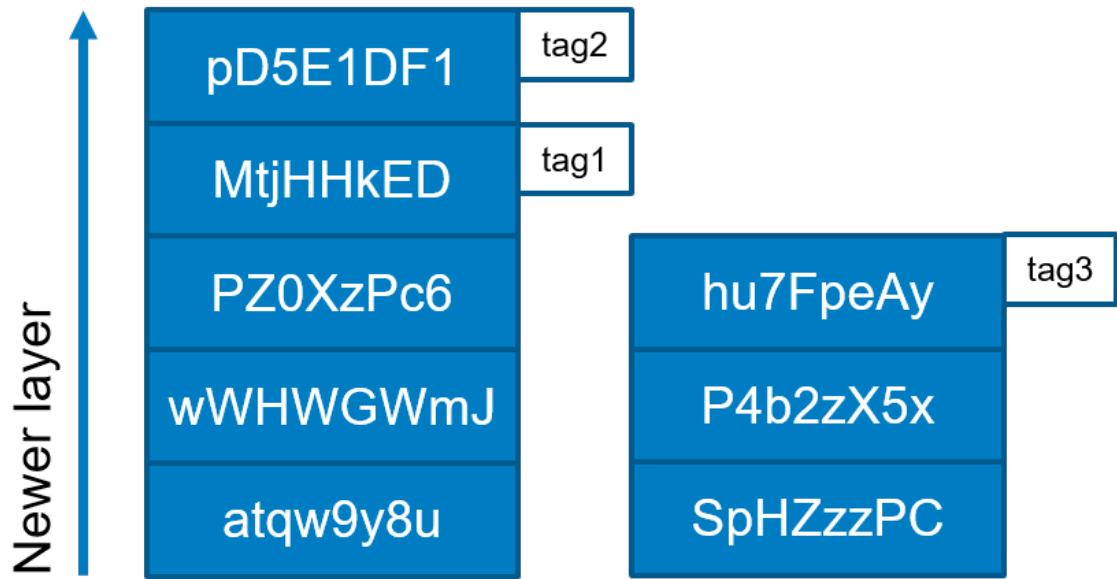 pD5E1DF1
tag2
MtjHHkED
tag1
PZ0XzPc6
wWHWGWmJ
atqw9y8u
hu7FpeAy
tag3
P4b2zX5x
SpHZzzPC
Newer layer